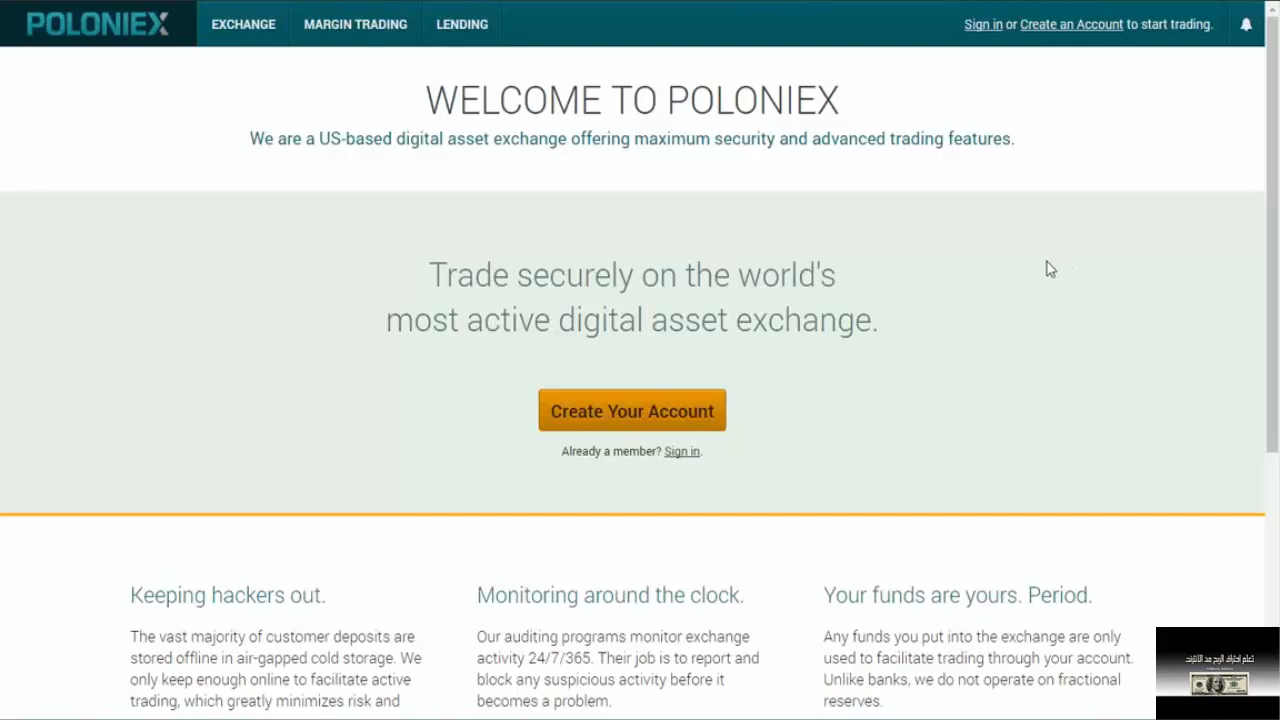 POLONIEX
EXCHANGE
MARGIN TRADING
LENDING
Sign in or Create an Account to start trading.
WELCOME TO POLONIEX
We are a US-based digital asset exchange offering maximum security and advanced trading features.
Trade securely on the world's
most active digital asset exchange.
Create Your Account
Already a member? Sign in.
Keeping hackers out.
The vast majority of customer deposits are
stored offline in air-gapped cold storage. We
only keep enough online to facilitate active
trading, which greatly minimizes risk and
Monitoring around the clock.
Our auditing programs monitor exchange
activity 24/7/365. Their job is to report and
block any suspicious activity before it
becomes a problem.
Your funds are yours. Period.
Any funds you put into the exchange are only
used to facilitate trading through your account.
Unlike banks, we do not operate on fractional
reserves.
تعلم احتراف الربح من الانترنت